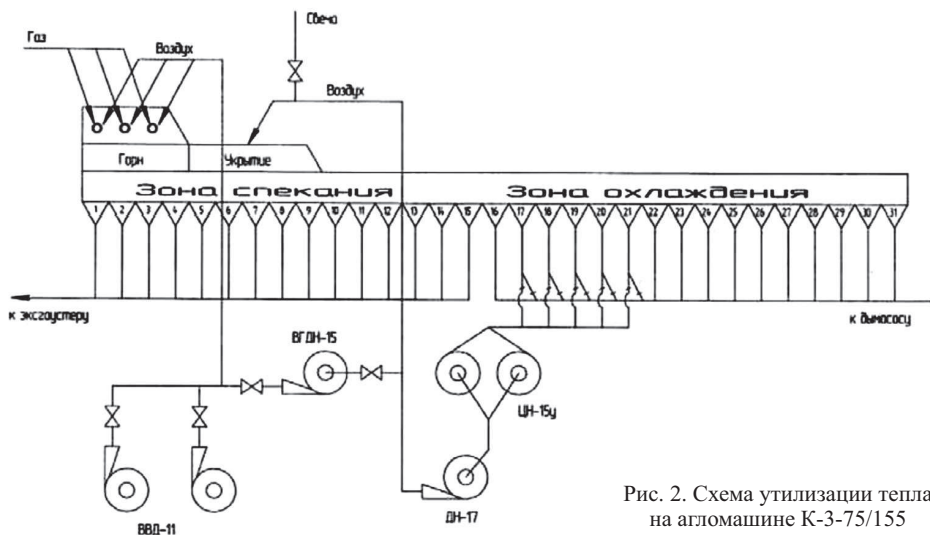 Свеча
Газ
Воздух
Воздух
Горн
Укрытие
Зона спекания
Зона охлаждения
1 2 3 4 5 6 7 8 9 10 11 12 13 14 15 16 17 18 19 20 21 22 23 24 25 26 27 28 29 30 31
к эксгаустеру
к дымососу
ВГДН-15
ЦН-15у
ВВД-11
ДН-17
Рис. 2. Схема утилизации тепла
на агломашине К-3-75/155